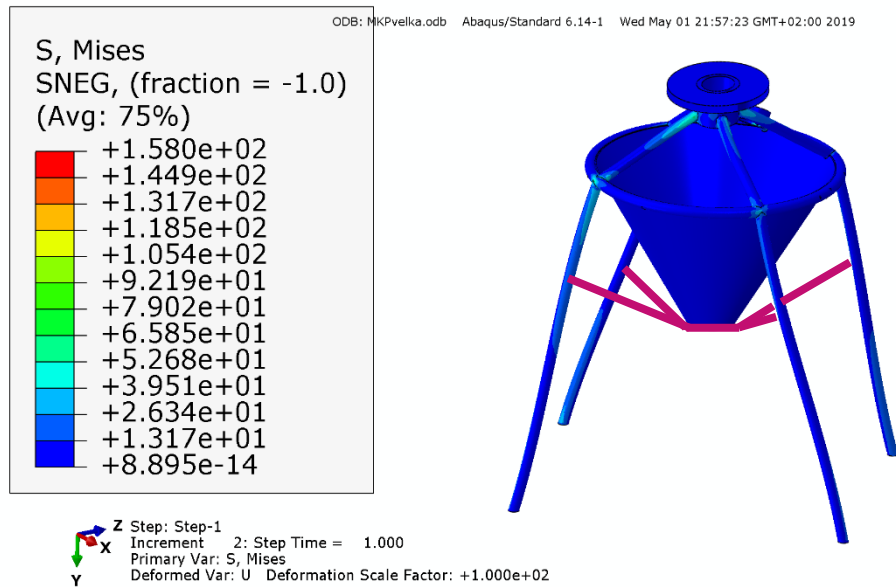 ODB: MKPvelka.odb Abaqus/Standard 6.14-1 Wed May 01 21:57:23 GMT+02:00 2019
S, Mises
SNEG, (fraction = -1.0)
(Avg: 75%)
+1.580e+02
+1.449e+02
+1.317e+02
+1.185e+02
+1.054e+02
+9.219e+01
+7.902e+01
+6.585e+01
+5.268e+01
+3.951e+01
+2.634e+01
+1.317e+01
+8.895e-14
Z
X
Y
Step: Step-1
Increment 2: Step Time = 1.000
Primary Var: S, Mises
Deformed Var: U Deformation Scale Factor: +1.000e+02